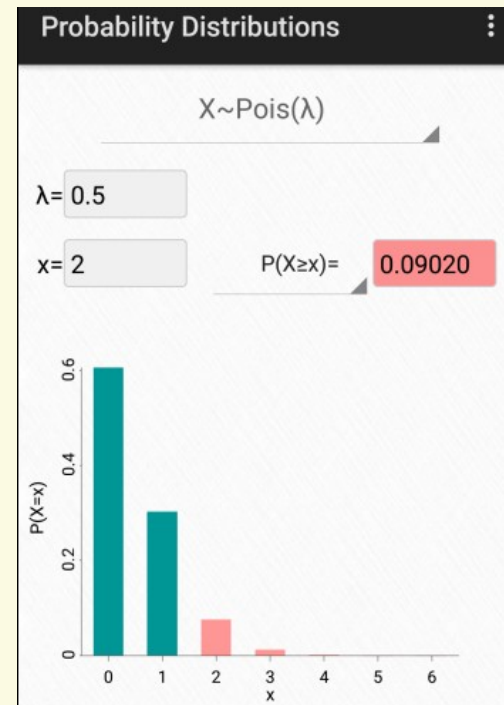 Probability Distributions
X~Pois(λ)
λ= 0.5
x= 2 P(X≥x)= 0.09020
0.6
0.4
0.2
0
P(X=x)
0 1 2 3 4 5 6
x